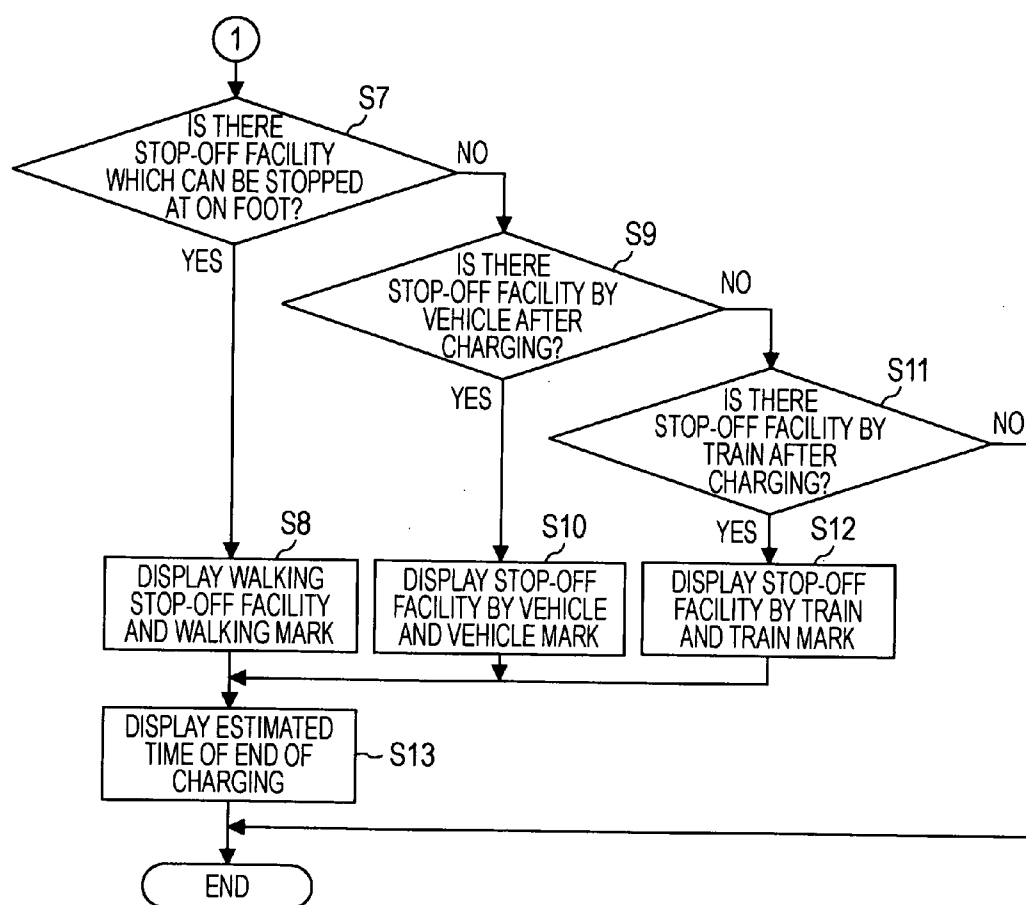 1
S7
IS THERE
STOP-OFF FACILITY
WHICH CAN BE STOPPED
AT ON FOOT?
NO
YES
S9
IS THERE
STOP-OFF FACILITY BY
VEHICLE AFTER
CHARGING?
NO
YES
S11
IS THERE
STOP-OFF FACILITY BY
TRAIN AFTER
CHARGING?
NO
YES
S8
DISPLAY WALKING
STOP-OFF FACILITY
AND WALKING MARK
S10
DISPLAY STOP-OFF
FACILITY BY VEHICLE
AND VEHICLE MARK
S12
DISPLAY STOP-OFF
FACILITY BY TRAIN
AND TRAIN MARK
DISPLAY ESTIMATED
TIME OF END OF
CHARGING
S13
END